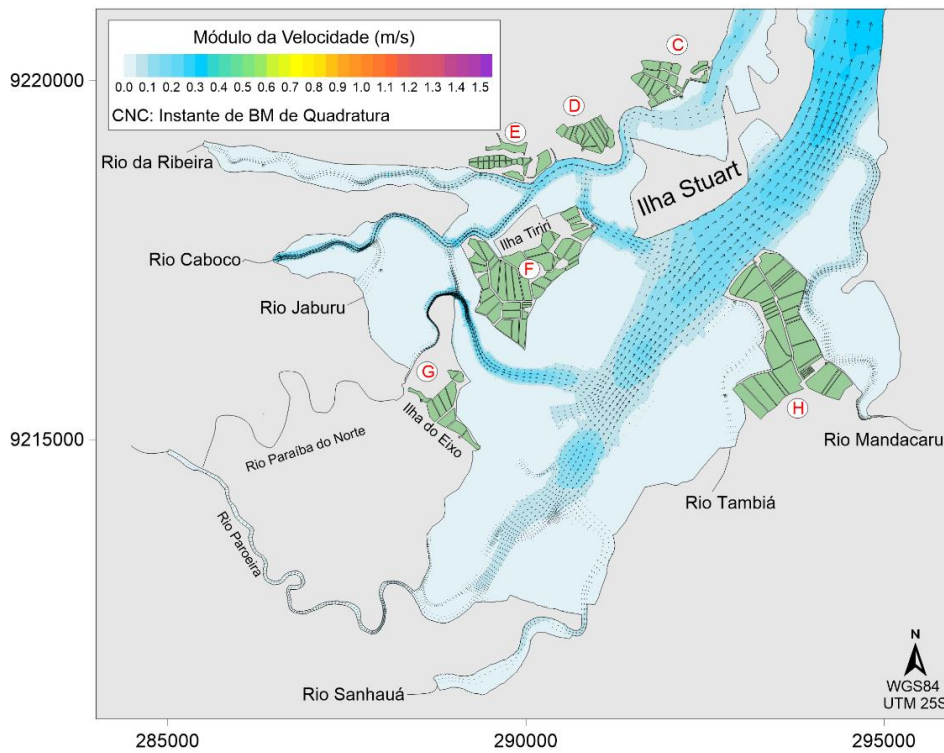 Módulo da Velocidade (m/s)
0.0 0.1 0.2 0.3 0.4 0.5 0.6 0.7 0.8 0.9 1.0 1.1 1.2 1.3 1.4 1.5
CNC: Instante de BM de Quadratura
9220000
C
D
E
Rio da Ribeira
Ilha Stuart
Ilha Tiriri
Rio Caboco
F
Rio Jaburu
G
H
Ilha do Eixo
9215000
Rio Mandacaru
Rio Paraíba do Norte
Rio Tambiá
Rio Paroeira
Rio Sanhauá
N
WGS84
UTM 25S
285000
290000
295000